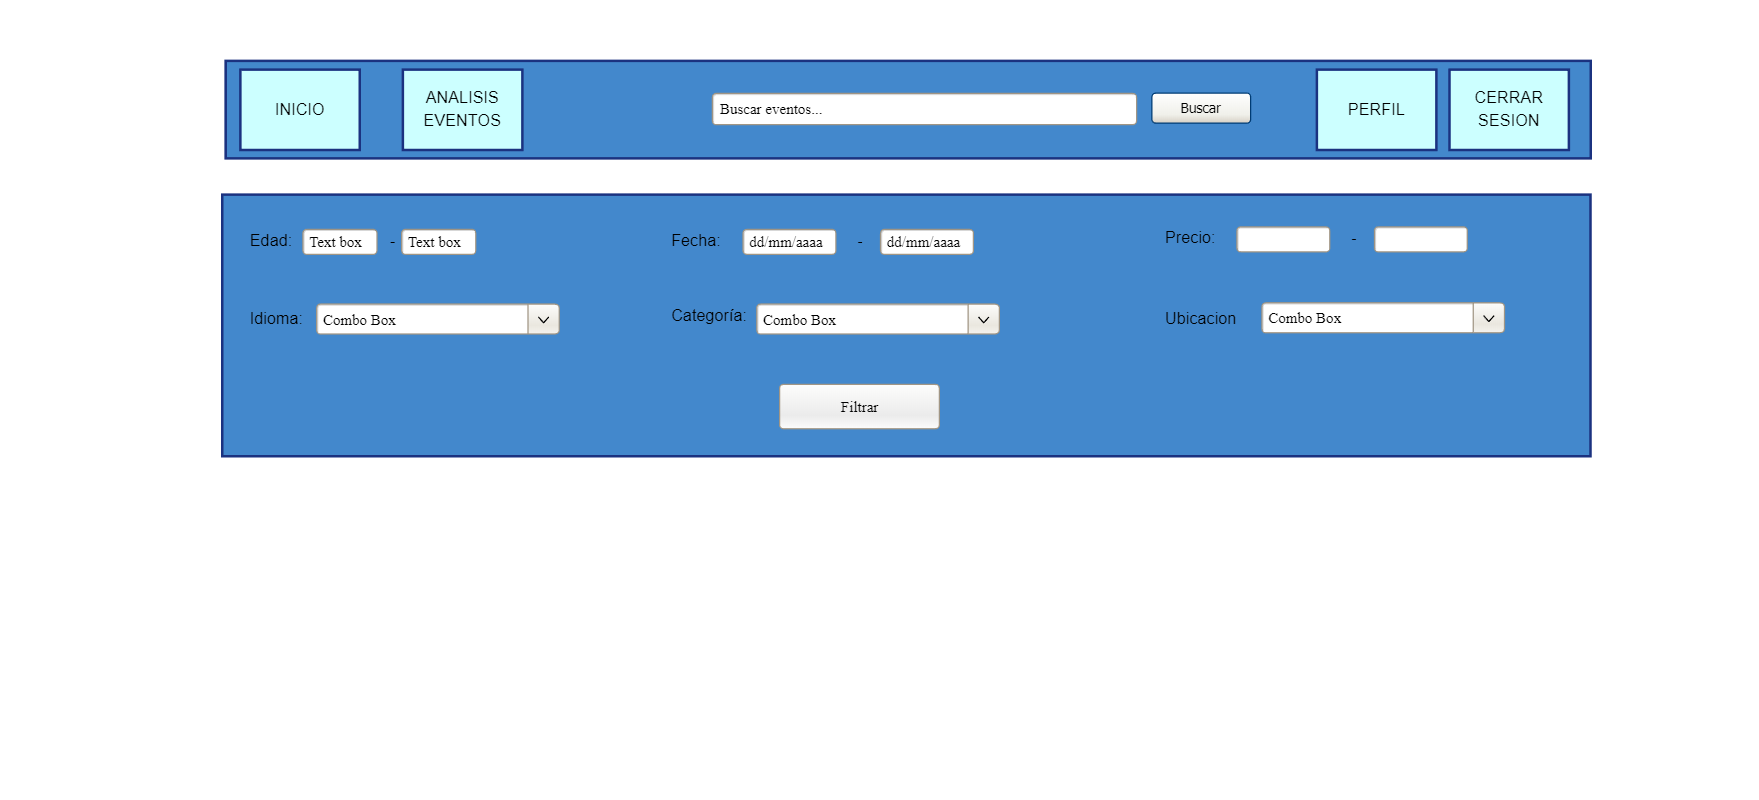 INICIO
ANALISIS
EVENTOS
Buscar eventos...
Buscar
PERFIL
CERRAR
SESION
Edad: Text box - Text box
Fecha: dd/mm/aaaa - dd/mm/aaaa
Precio: -
Idioma: Combo Box
Categoría: Combo Box
Ubicacion Combo Box
Filtrar